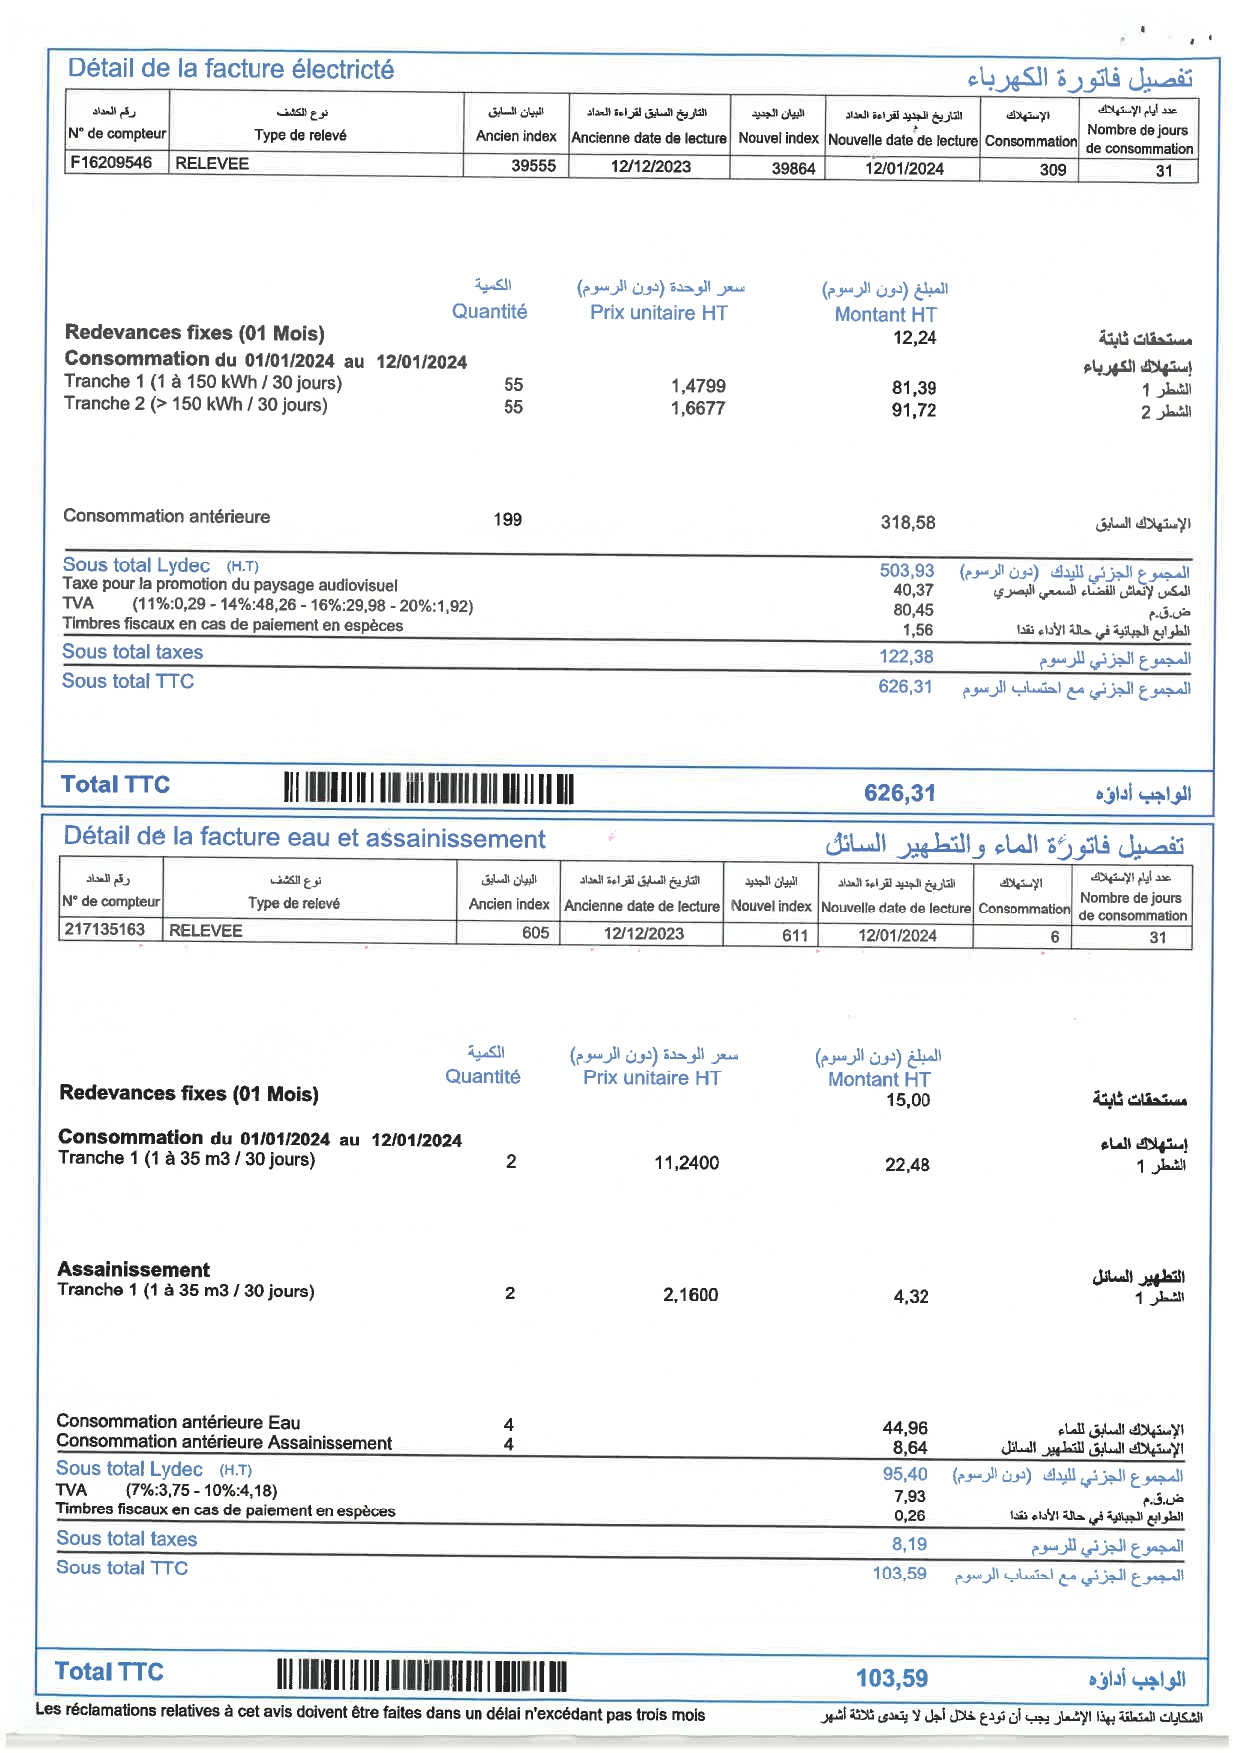 Détail de la facture électricté تفصيل فاتورة الكهرباء
رقم العداد نوع الكشف البيان السابق التاريخ السابق لقراءة العداد البيان الجديد التاريخ الجديد لقراءة العداد الإستهلاك عدد أيام الإستهلاك
N° de compteur Type de relevé Ancien index Ancienne date de lecture Nouvel index Nouvelle date de lecture Consommation Nombre de jours de consommation
F16209546 RELEVEE 39555 12/12/2023 39864 12/01/2024 309 31
الكمية سعر الوحدة (دون الرسوم) المبلغ (دون الرسوم)
Quantité Prix unitaire HT Montant HT
Redevances fixes (01 Mois) 12,24 مستحقات ثابتة
Consommation du 01/01/2024 au 12/01/2024 إستهلاك الكهرباء
Tranche 1 (1 à 150 kWh / 30 jours) 55 1,4799 81,39 الشطر 1
Tranche 2 (> 150 kWh / 30 jours) 55 1,6677 91,72 الشطر 2
Consommation antérieure 199 318,58 الإستهلاك السابق
Sous total Lydec (H.T) 503,93 المجموع الجزئي لليدك (دون الرسوم)
Taxe pour la promotion du paysage audiovisuel 40,37 المكس لإنعاش الفضاء السمعي البصري
TVA (11%:0,29 - 14%:48,26 - 16%:29,98 - 20%:1,92) 80,45 ض.ق.م
Timbres fiscaux en cas de paiement en espèces 1,56 الطوابع الجبائية في حالة الأداء نقدا
Sous total taxes 122,38 المجموع الجزئي للرسوم
Sous total TTC 626,31 المجموع الجزئي مع احتساب الرسوم
Total TTC 626,31 الواجب أداؤه
Détail de la facture eau et assainissement تفصيل فاتورة الماء والتطهير السائل
رقم العداد نوع الكشف البيان السابق التاريخ السابق لقراءة العداد البيان الجديد التاريخ الجديد لقراءة العداد الإستهلاك عدد أيام الإستهلاك
N° de compteur Type de relevé Ancien index Ancienne date de lecture Nouvel index Nouvelle date de lecture Consommation Nombre de jours de consommation
217135163 RELEVEE 605 12/12/2023 611 12/01/2024 6 31
الكمية سعر الوحدة (دون الرسوم) المبلغ (دون الرسوم)
Quantité Prix unitaire HT Montant HT
Redevances fixes (01 Mois) 15,00 مستحقات ثابتة
Consommation du 01/01/2024 au 12/01/2024 إستهلاك الماء
Tranche 1 (1 à 35 m3 / 30 jours) 2 11,2400 22,48 الشطر 1
Assainissement التطهير السائل
Tranche 1 (1 à 35 m3 / 30 jours) 2 2,1600 4,32 الشطر 1
Consommation antérieure Eau 4 44,96 الإستهلاك السابق للماء
Consommation antérieure Assainissement 4 8,64 الإستهلاك السابق للتطهير السائل
Sous total Lydec (H.T) 95,40 المجموع الجزئي لليدك (دون الرسوم)
TVA (7%:3,75 - 10%:4,18) 7,93 ض.ق.م
Timbres fiscaux en cas de paiement en espèces 0,26 الطوابع الجبائية في حالة الأداء نقدا
Sous total taxes 8,19 المجموع الجزئي للرسوم
Sous total TTC 103,59 المجموع الجزئي مع احتساب الرسوم
Total TTC 103,59 الواجب أداؤه
Les réclamations relatives à cet avis doivent être faites dans un délai n'excédant pas trois mois الشكايات المتعلقة بهذا الإشعار يجب أن تودع خلال أجل لا يتعدى ثلاثة أشهر